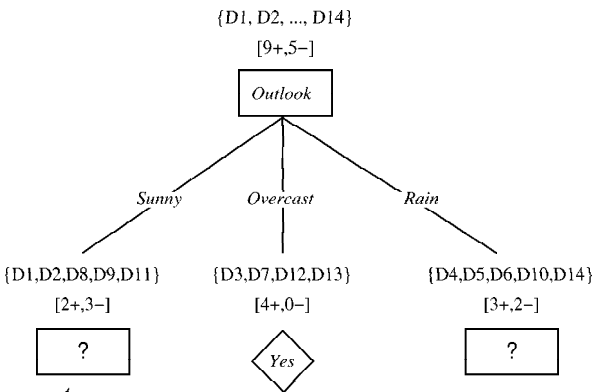 {D1, D2, ..., D14}
[9+,5−]
Outlook
Sunny Overcast Rain
{D1,D2,D8,D9,D11} {D3,D7,D12,D13} {D4,D5,D6,D10,D14}
[2+,3−] [4+,0−] [3+,2−]
? Yes ?